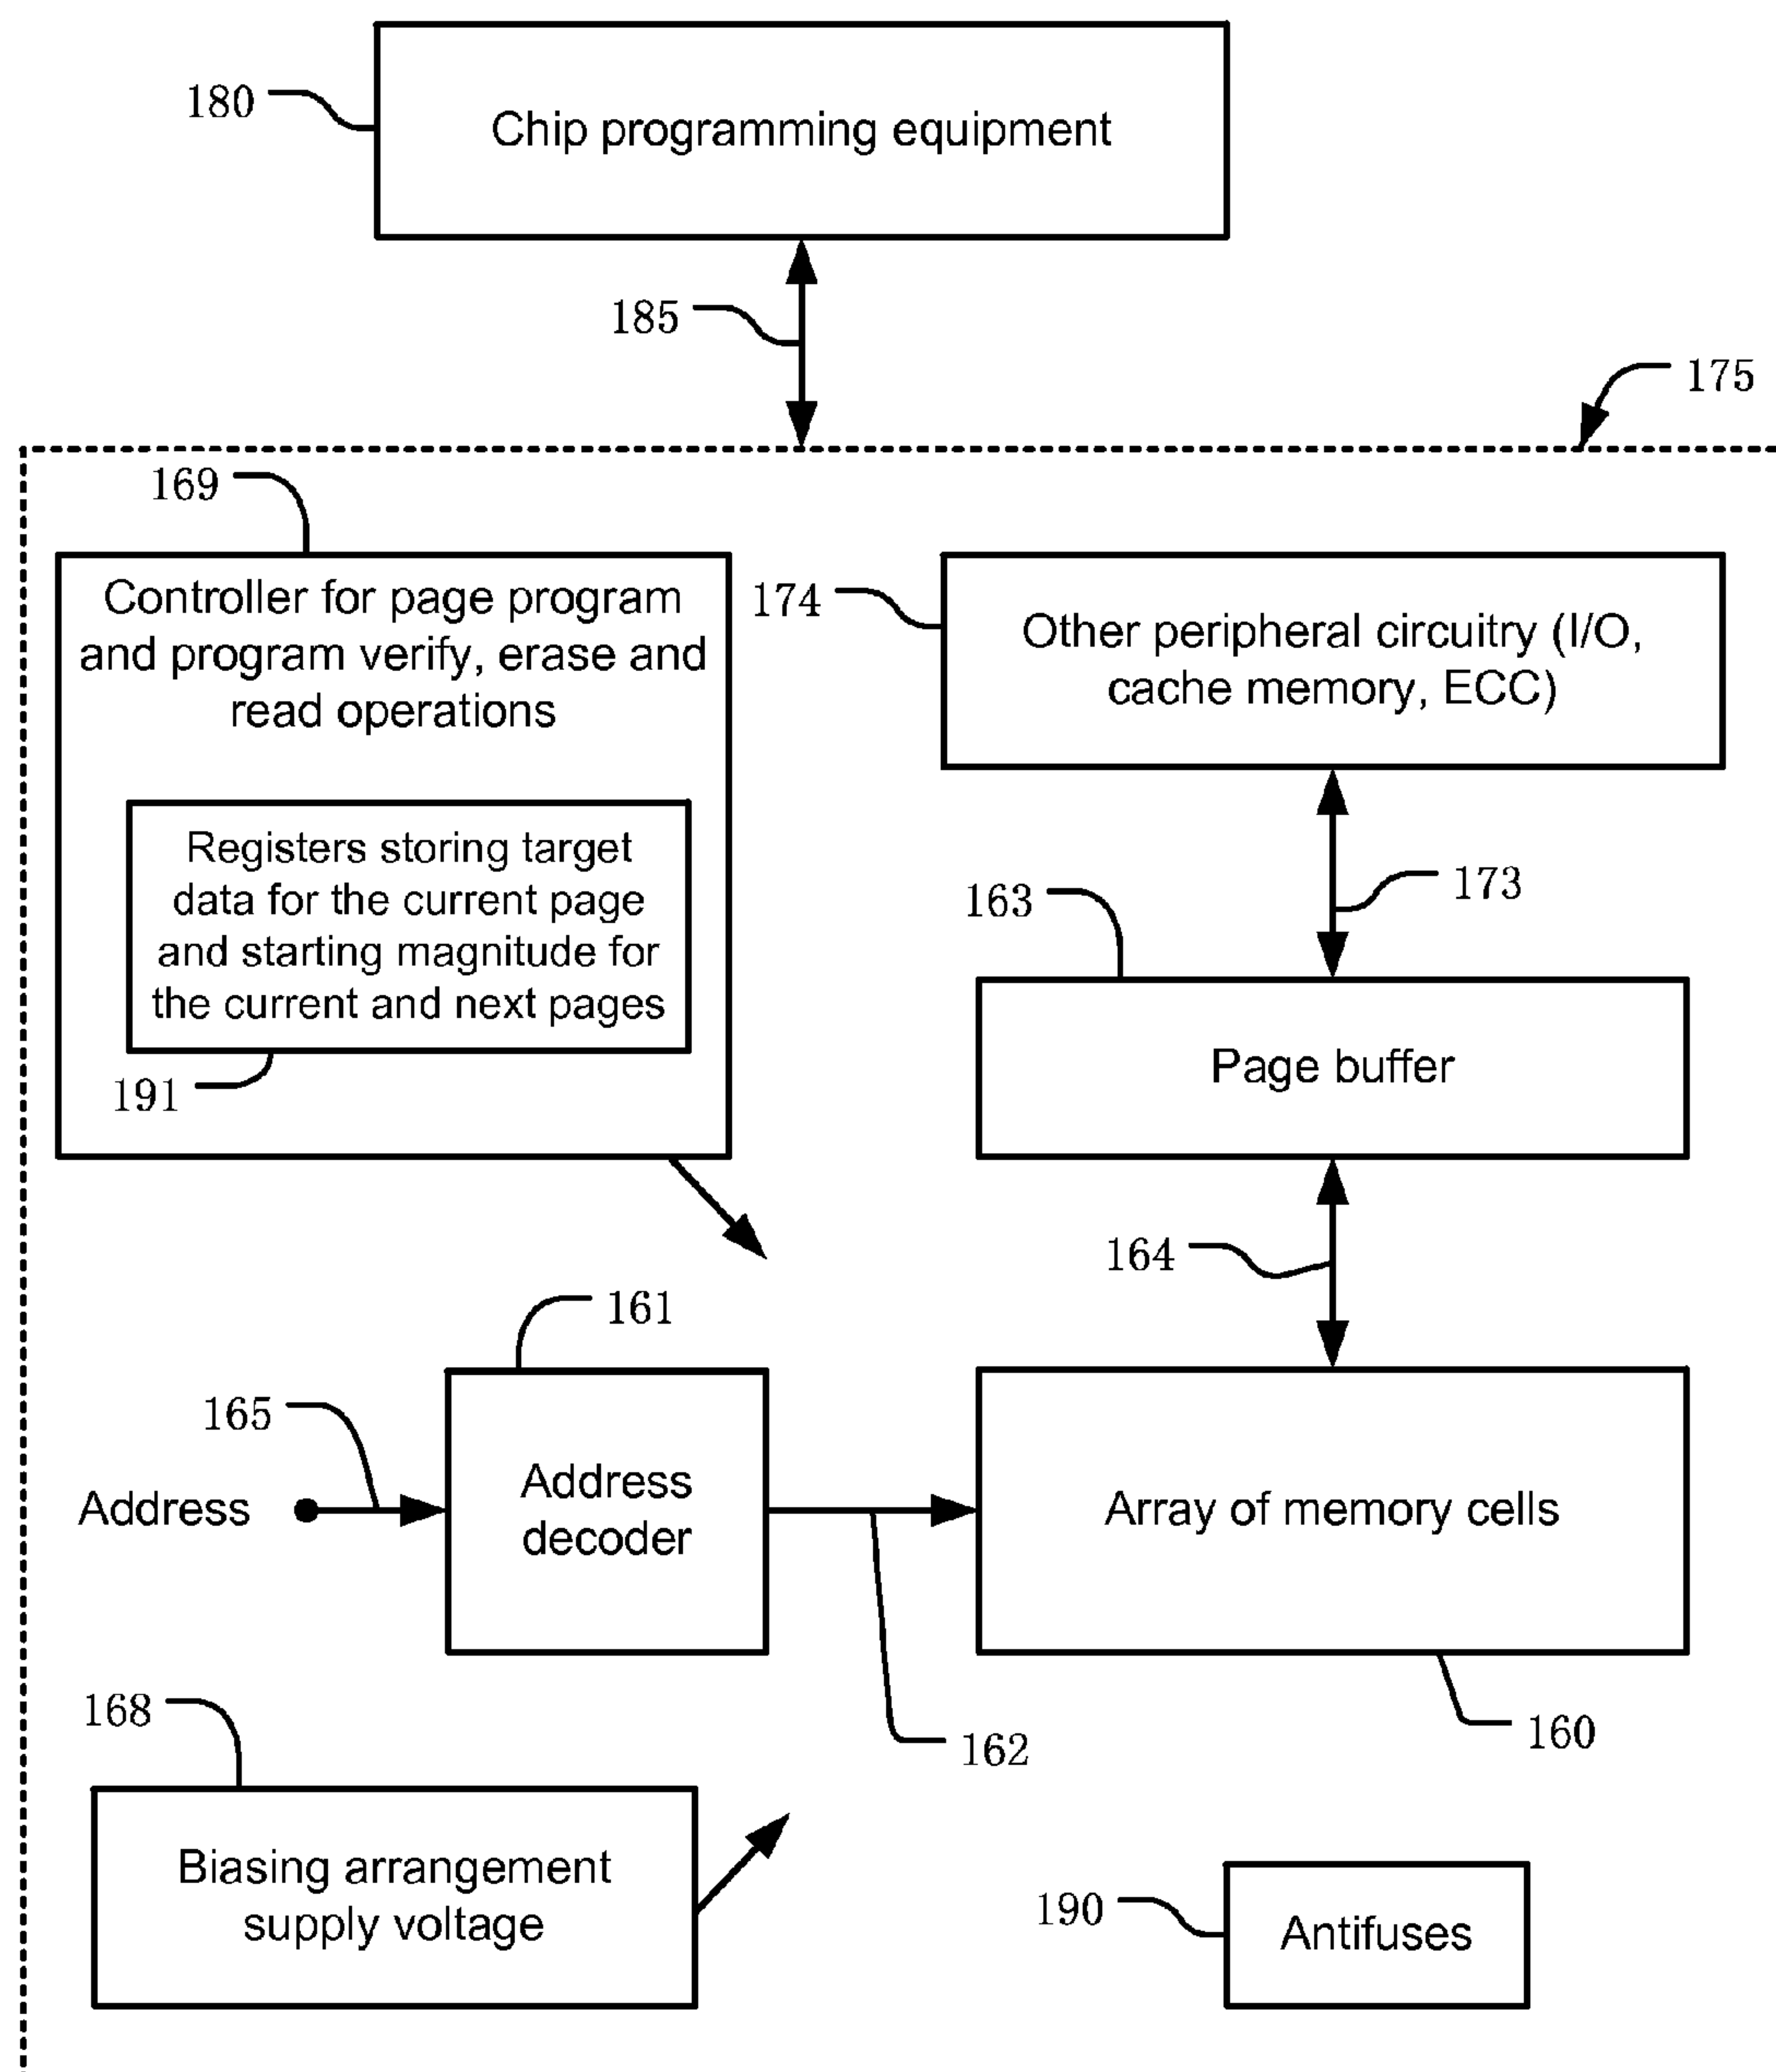 180
Chip programming equipment
185
175
169
Controller for page program
and program verify, erase and
read operations
174
Other peripheral circuitry (I/O,
cache memory, ECC)
Registers storing target
data for the current page
and starting magnitude for
the current and next pages
191
173
163
Page buffer
164
161
165
Address
Address
decoder
Array of memory cells
162
160
168
Biasing arrangement
supply voltage
190
Antifuses